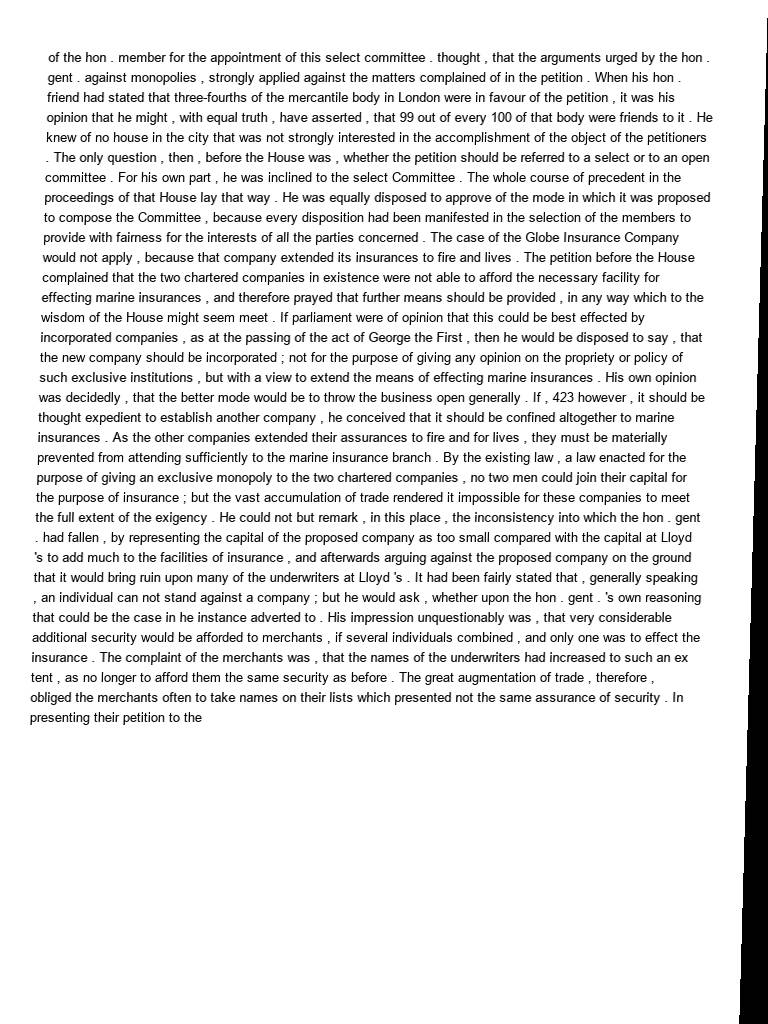 of the hon . member for the appointment of this select committee . thought , that the arguments urged by the hon .
gent . against monopolies , strongly applied against the matters complained of in the petition . When his hon .
friend had stated that three-fourths of the mercantile body in London were in favour of the petition , it was his
opinion that he might , with equal truth , have asserted , that 99 out of every 100 of that body were friends to it . He
knew of no house in the city that was not strongly interested in the accomplishment of the object of the petitioners
. The only question , then , before the House was , whether the petition should be referred to a select or to an open
committee . For his own part , he was inclined to the select Committee . The whole course of precedent in the
proceedings of that House lay that way . He was equally disposed to approve of the mode in which it was proposed
to compose the Committee , because every disposition had been manifested in the selection of the members to
provide with fairness for the interests of all the parties concerned . The case of the Globe Insurance Company
would not apply , because that company extended its insurances to fire and lives . The petition before the House
complained that the two chartered companies in existence were not able to afford the necessary facility for
effecting marine insurances , and therefore prayed that further means should be provided , in any way which to the
wisdom of the House might seem meet . If parliament were of opinion that this could be best effected by
incorporated companies , as at the passing of the act of George the First , then he would be disposed to say , that
the new company should be incorporated ; not for the purpose of giving any opinion on the propriety or policy of
such exclusive institutions , but with a view to extend the means of effecting marine insurances . His own opinion
was decidedly , that the better mode would be to throw the business open generally . If , 423 however , it should be
thought expedient to establish another company , he conceived that it should be confined altogether to marine
insurances . As the other companies extended their assurances to fire and for lives , they must be materially
prevented from attending sufficiently to the marine insurance branch . By the existing law , a law enacted for the
purpose of giving an exclusive monopoly to the two chartered companies , no two men could join their capital for
the purpose of insurance ; but the vast accumulation of trade rendered it impossible for these companies to meet
the full extent of the exigency . He could not but remark , in this place , the inconsistency into which the hon . gent
. had fallen , by representing the capital of the proposed company as too small compared with the capital at Lloyd
's to add much to the facilities of insurance , and afterwards arguing against the proposed company on the ground
that it would bring ruin upon many of the underwriters at Lloyd 's . It had been fairly stated that , generally speaking
, an individual can not stand against a company ; but he would ask , whether upon the hon . gent . 's own reasoning
that could be the case in he instance adverted to . His impression unquestionably was , that very considerable
additional security would be afforded to merchants , if several individuals combined , and only one was to effect the
insurance . The complaint of the merchants was , that the names of the underwriters had increased to such an ex
tent , as no longer to afford them the same security as before . The great augmentation of trade , therefore ,
obliged the merchants often to take names on their lists which presented not the same assurance of security . In
presenting their petition to the